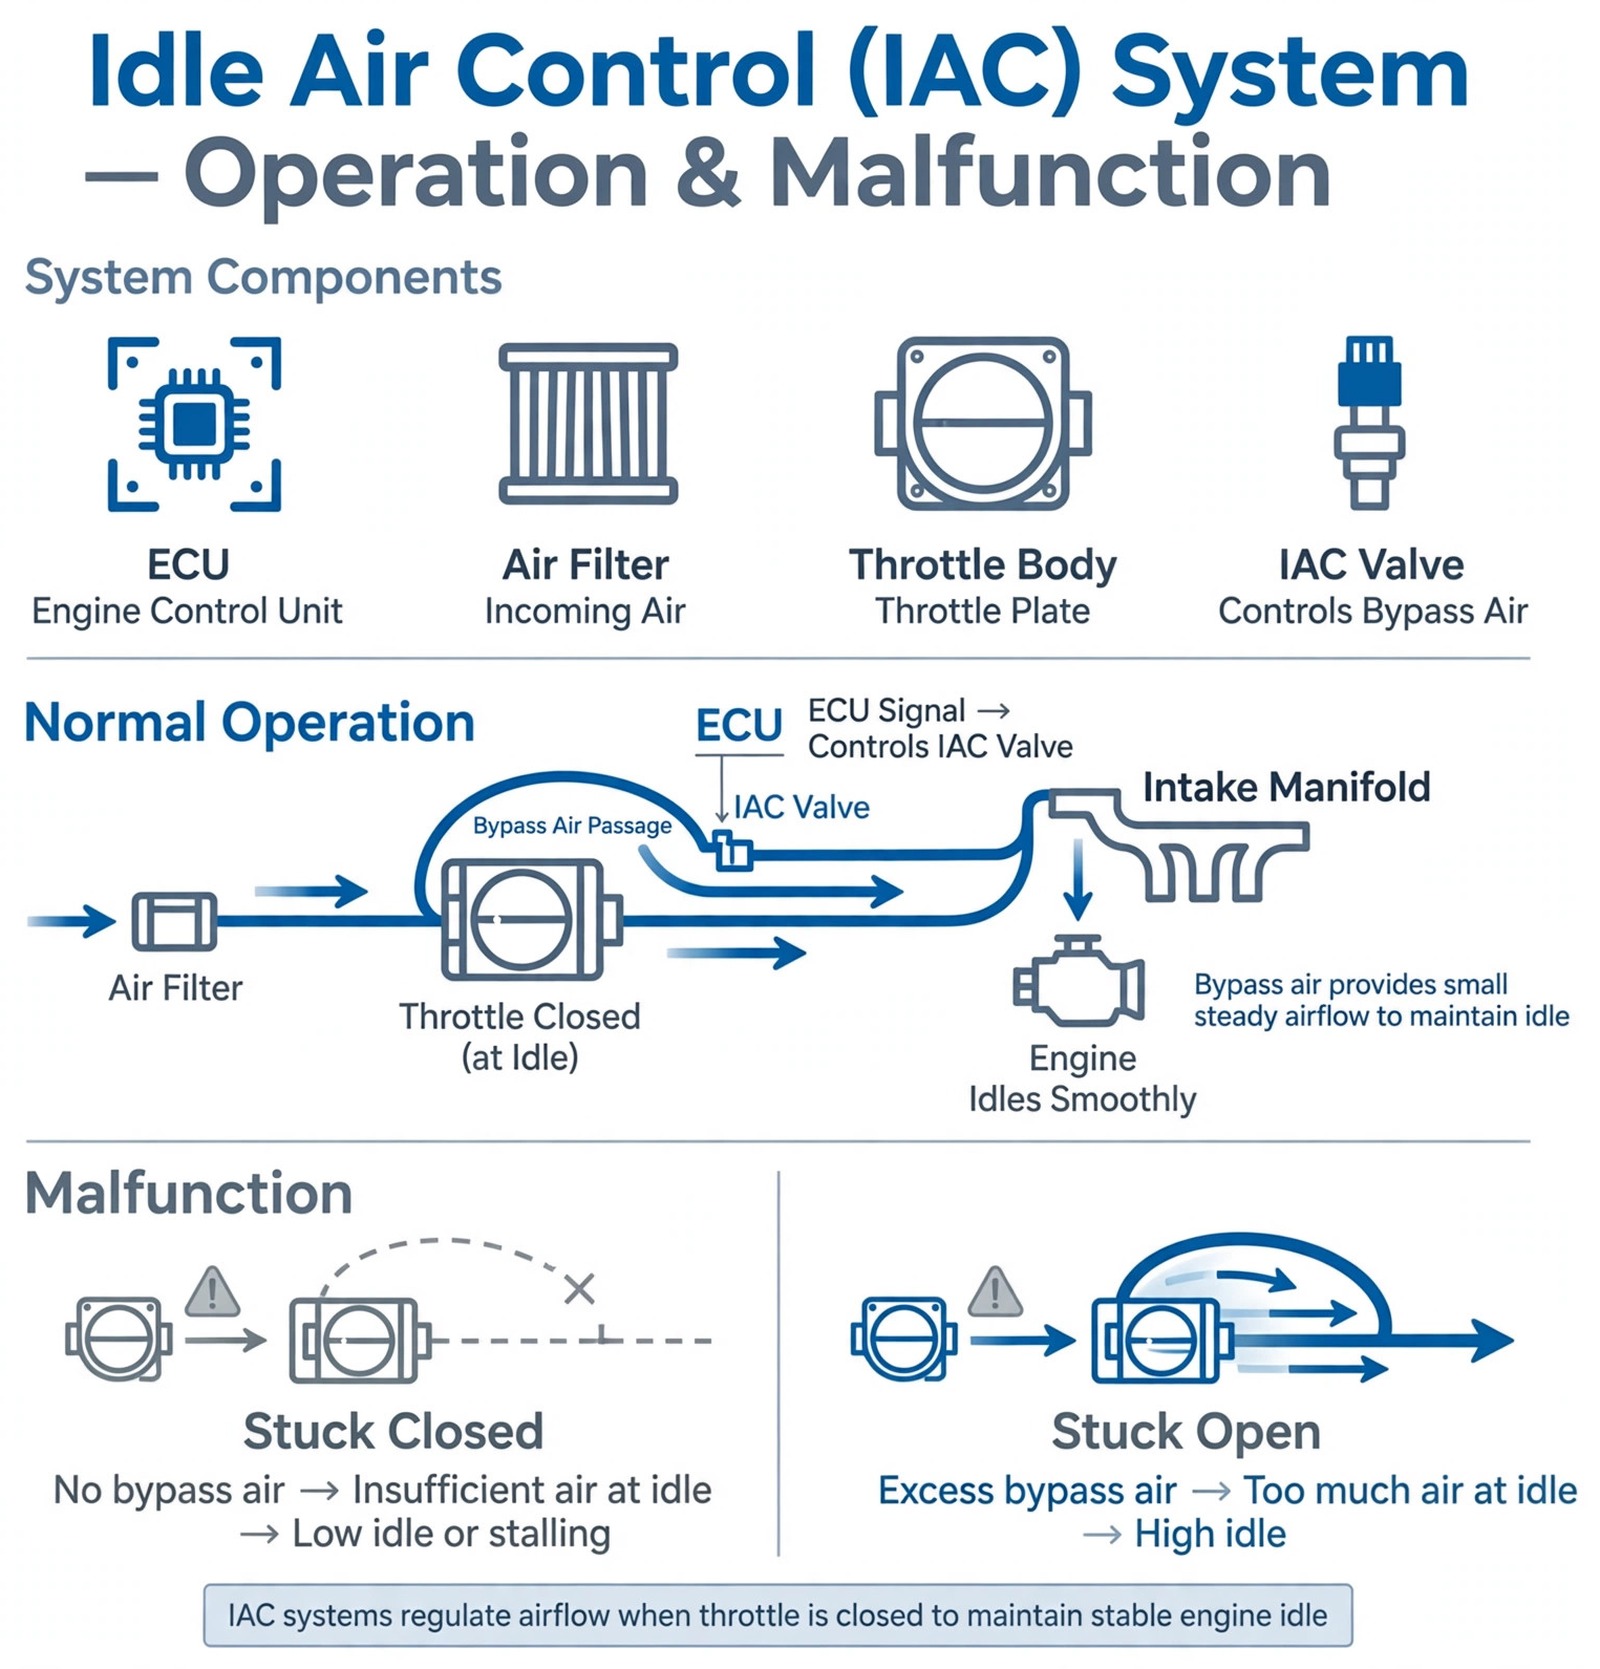 Idle Air Control (IAC) System
— Operation & Malfunction
System Components
ECU
Engine Control Unit
Air Filter
Incoming Air
Throttle Body
Throttle Plate
IAC Valve
Controls Bypass Air
Normal Operation
ECU
ECU Signal →
Controls IAC Valve
IAC Valve
Bypass Air Passage
Intake Manifold
Air Filter
Throttle Closed
(at Idle)
Engine
Idles Smoothly
Bypass air provides small
steady airflow to maintain idle
Malfunction
Stuck Closed
No bypass air → Insufficient air at idle
→ Low idle or stalling
Stuck Open
Excess bypass air → Too much air at idle
→ High idle
IAC systems regulate airflow when throttle is closed to maintain stable engine idle